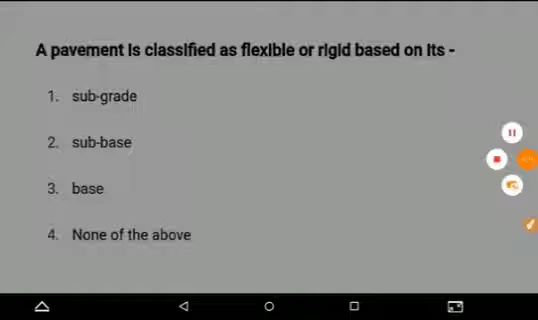 A pavement is classified as flexible or rigid based on its -
1. sub-grade
2. sub-base
3. base
4. None of the above